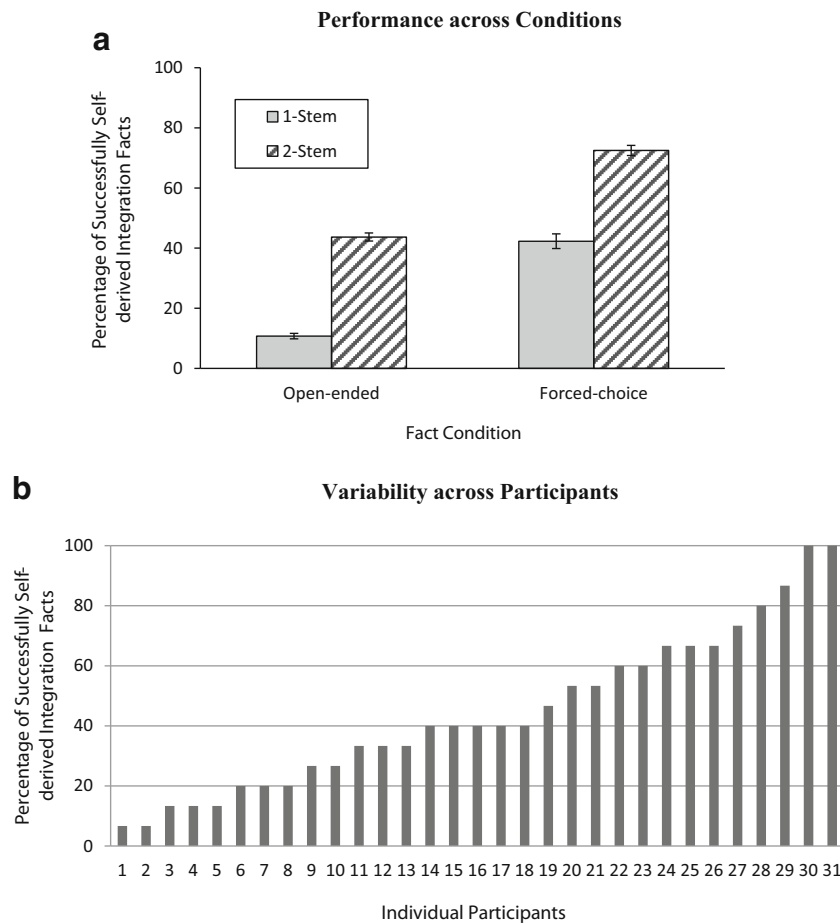 Performance across Conditions
a
100
80
60
40
20
0
Percentage of Successfully Self-
derived Integration Facts
1-Stem
2-Stem
Open-ended
Forced-choice
Fact Condition
b
Variability across Participants
100
80
60
40
20
0
Percentage of Successfully Self-
derived Integration Facts
1 2 3 4 5 6 7 8 9 10 11 12 13 14 15 16 17 18 19 20 21 22 23 24 25 26 27 28 29 30 31
Individual Participants